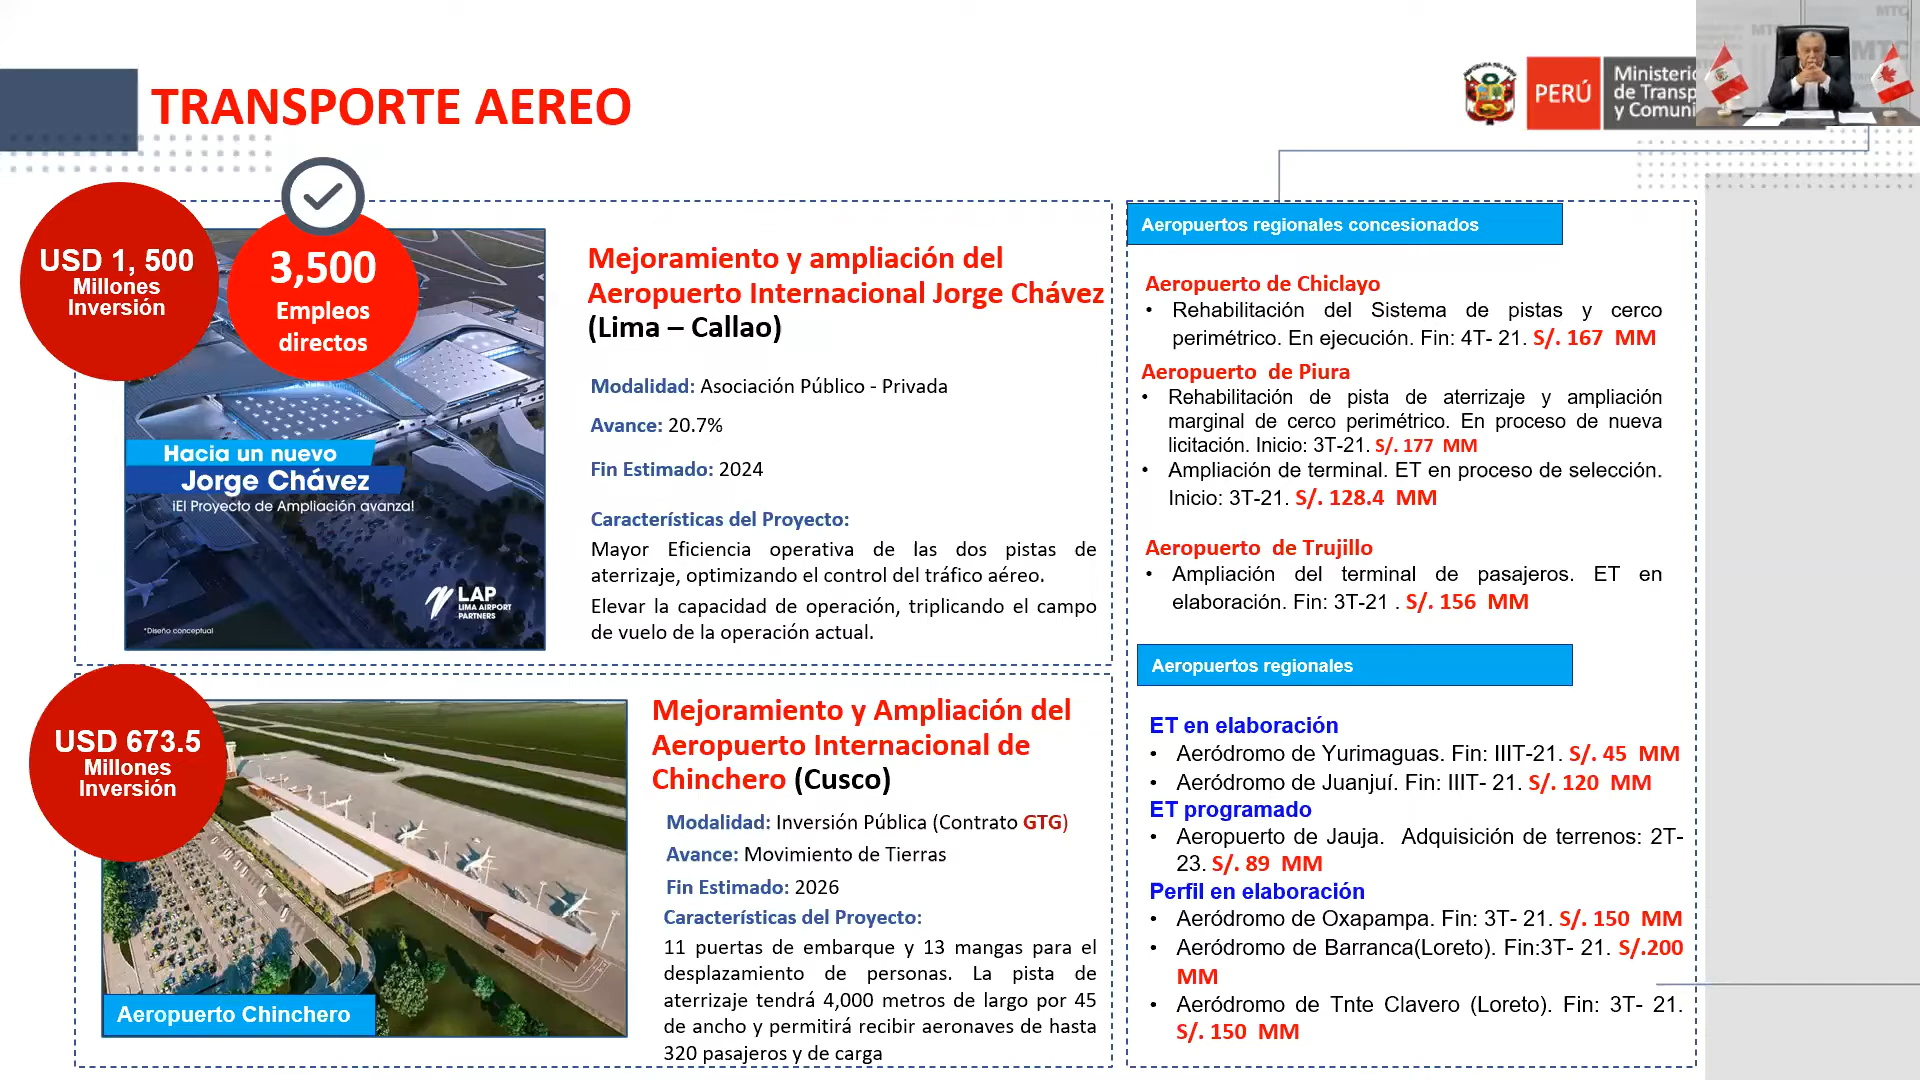 TRANSPORTE AEREO
PERÚ
Ministerio
de Transp
y Comuni
MTC
USD 1, 500
Millones
Inversión
3,500
Empleos
directos
Hacia un nuevo
Jorge Chávez
¡El Proyecto de Ampliación avanza!
LAP
LIMA AIRPORT
PARTNERS
*Diseño conceptual
Mejoramiento y ampliación del
Aeropuerto Internacional Jorge Chávez
(Lima – Callao)
Modalidad: Asociación Público - Privada
Avance: 20.7%
Fin Estimado: 2024
Características del Proyecto:
Mayor Eficiencia operativa de las dos pistas de
aterrizaje, optimizando el control del tráfico aéreo.
Elevar la capacidad de operación, triplicando el campo
de vuelo de la operación actual.
USD 673.5
Millones
Inversión
Aeropuerto Chinchero
Mejoramiento y Ampliación del
Aeropuerto Internacional de
Chinchero (Cusco)
Modalidad: Inversión Pública (Contrato GTG)
Avance: Movimiento de Tierras
Fin Estimado: 2026
Características del Proyecto:
11 puertas de embarque y 13 mangas para el
desplazamiento de personas. La pista de
aterrizaje tendrá 4,000 metros de largo por 45
de ancho y permitirá recibir aeronaves de hasta
320 pasajeros y de carga
Aeropuertos regionales concesionados
Aeropuerto de Chiclayo
• Rehabilitación del Sistema de pistas y cerco
perimétrico. En ejecución. Fin: 4T- 21. S/. 167 MM
Aeropuerto de Piura
• Rehabilitación de pista de aterrizaje y ampliación
marginal de cerco perimétrico. En proceso de nueva
licitación. Inicio: 3T-21. S/. 177 MM
• Ampliación de terminal. ET en proceso de selección.
Inicio: 3T-21. S/. 128.4 MM
Aeropuerto de Trujillo
• Ampliación del terminal de pasajeros. ET en
elaboración. Fin: 3T-21 . S/. 156 MM
Aeropuertos regionales
ET en elaboración
• Aeródromo de Yurimaguas. Fin: IIIT-21. S/. 45 MM
• Aeródromo de Juanjuí. Fin: IIIT- 21. S/. 120 MM
ET programado
• Aeropuerto de Jauja. Adquisición de terrenos: 2T-
23. S/. 89 MM
Perfil en elaboración
• Aeródromo de Oxapampa. Fin: 3T- 21. S/. 150 MM
• Aeródromo de Barranca(Loreto). Fin:3T- 21. S/.200
MM
• Aeródromo de Tnte Clavero (Loreto). Fin: 3T- 21.
S/. 150 MM